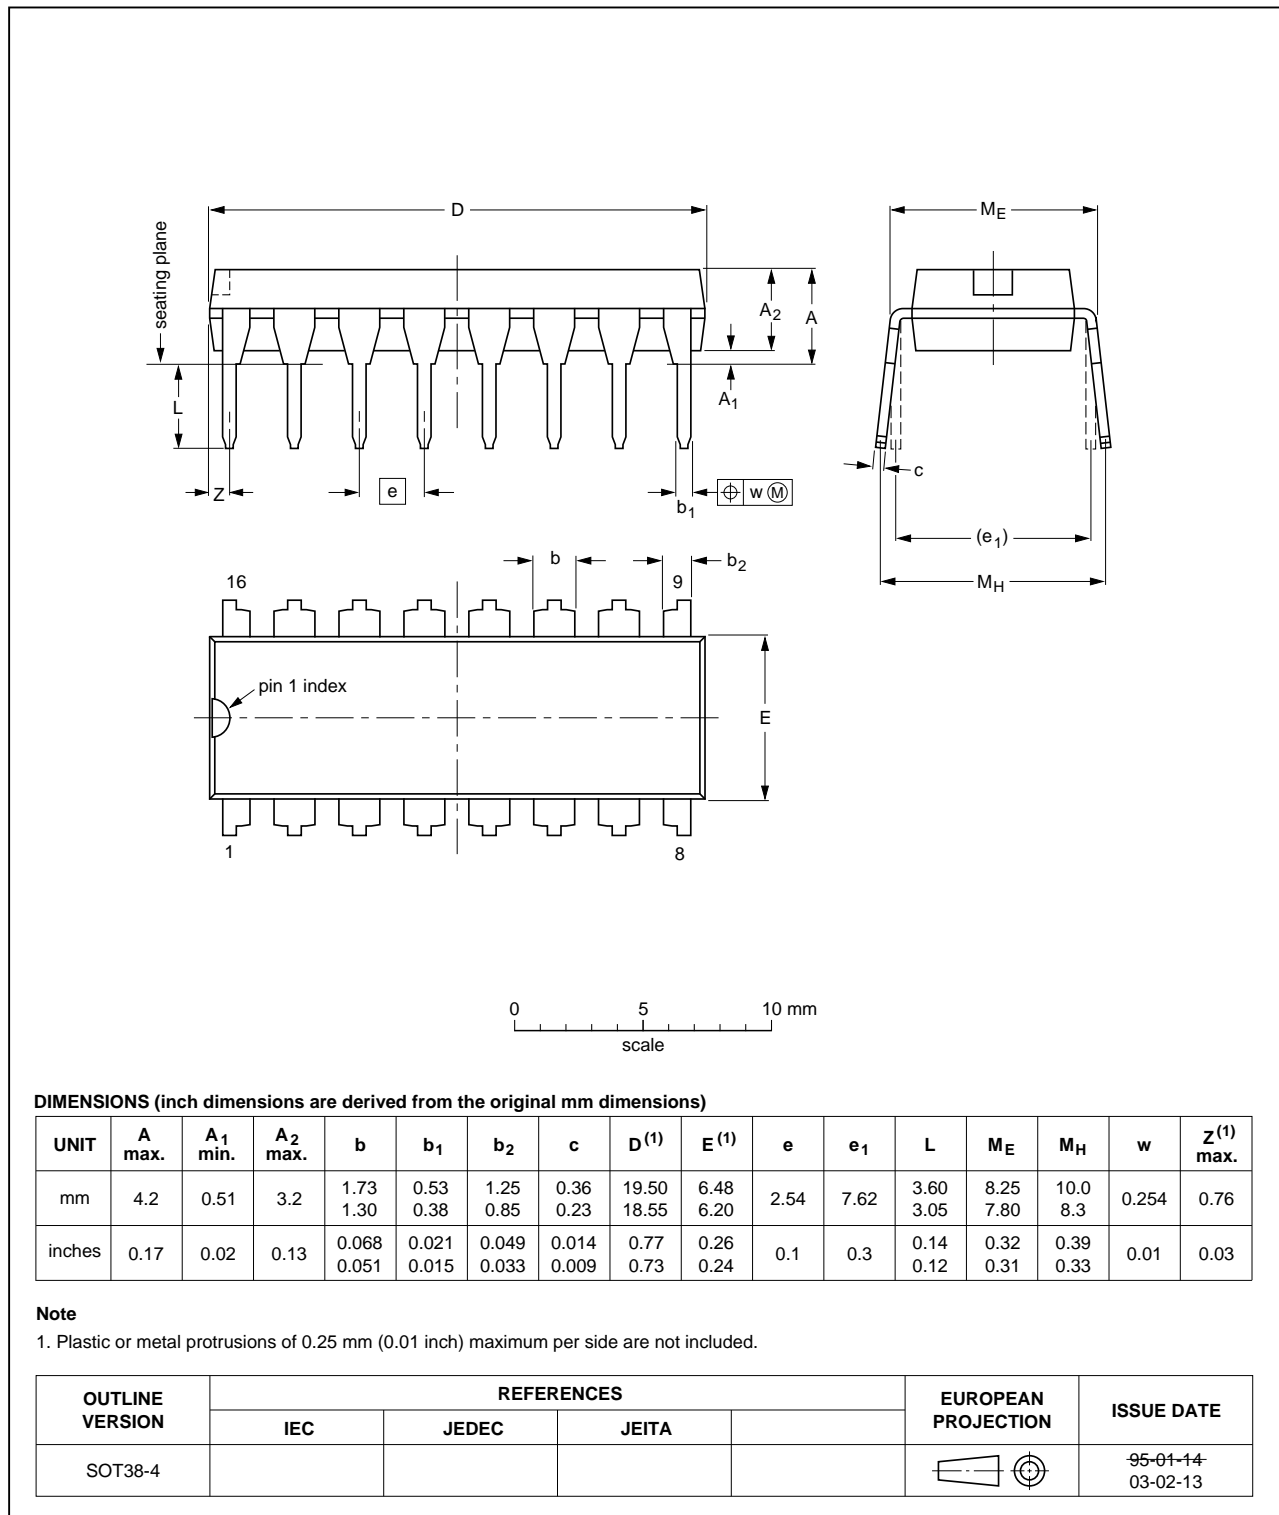 D
ME
seating plane
A2
A
A1
L
Z
e
b1
w M
c
(e1)
MH
b
b2
16
9
pin 1 index
E
1
8
0 5 10 mm
scale
DIMENSIONS (inch dimensions are derived from the original mm dimensions)
UNIT A max. A1 min. A2 max. b b1 b2 c D(1) E(1) e e1 L ME MH w Z(1) max.
mm 4.2 0.51 3.2 1.73 1.30 0.53 0.38 1.25 0.85 0.36 0.23 19.50 18.55 6.48 6.20 2.54 7.62 3.60 3.05 8.25 7.80 10.0 8.3 0.254 0.76
inches 0.17 0.02 0.13 0.068 0.051 0.021 0.015 0.049 0.033 0.014 0.009 0.77 0.73 0.26 0.24 0.1 0.3 0.14 0.12 0.32 0.31 0.39 0.33 0.01 0.03
Note
1. Plastic or metal protrusions of 0.25 mm (0.01 inch) maximum per side are not included.
OUTLINE VERSION REFERENCES EUROPEAN PROJECTION ISSUE DATE
IEC JEDEC JEITA
SOT38-4 95-01-14
03-02-13